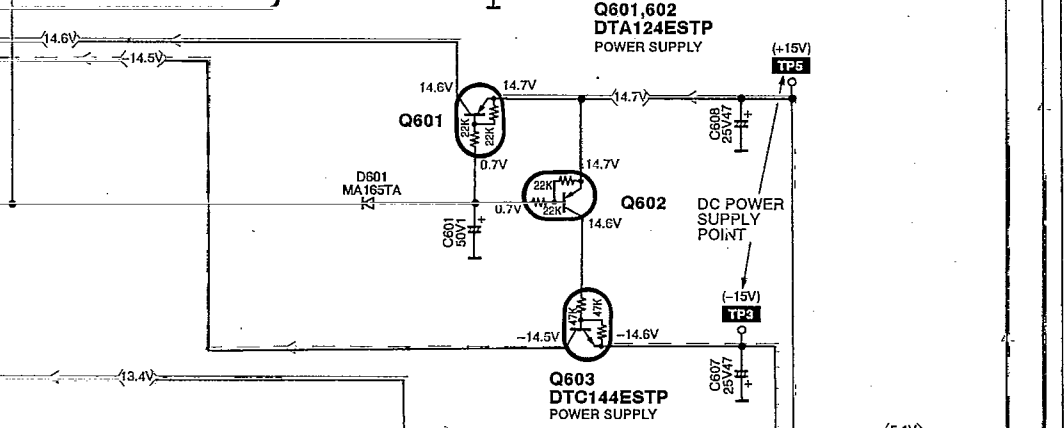 Q601,602
DTA124ESTP
POWER SUPPLY
14.6V
-14.5V
(+15V)
TP5
14.6V
14.7V
14.7V
Q601
22K
22K
C608
25V47
+
0.7V
14.7V
D601
MA165TA
22K
22K
Q602
0.7V
14.6V
C601
50V1
+
DC POWER
SUPPLY
POINT
(-15V)
TP3
47K
47K
-14.5V
-14.6V
C607
25V47
+
13.4V
Q603
DTC144ESTP
POWER SUPPLY